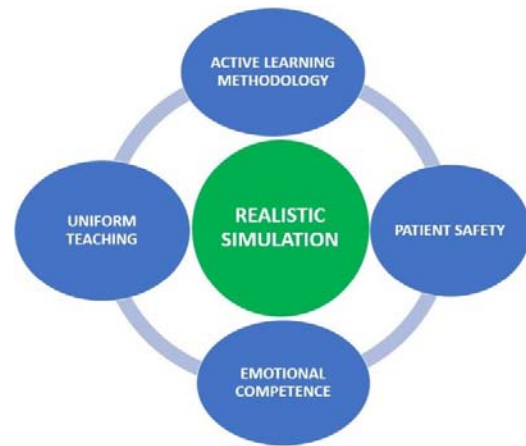 ACTIVE LEARNING
METHODOLOGY
UNIFORM
TEACHING
REALISTIC
SIMULATION
PATIENT SAFETY
EMOTIONAL
COMPETENCE